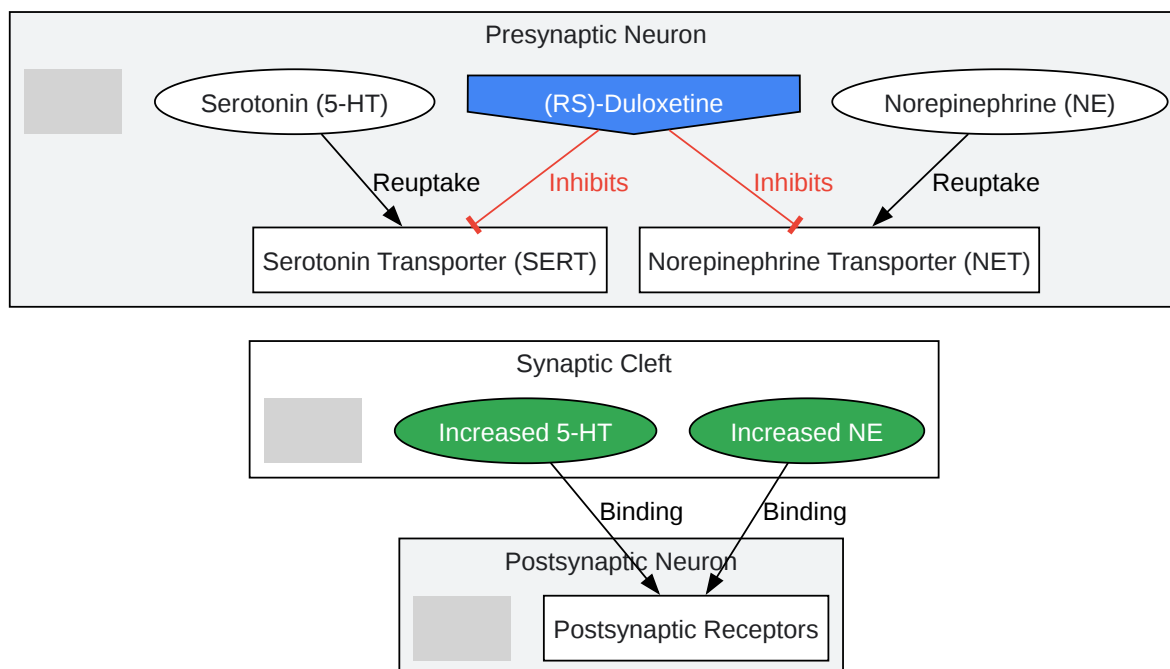 Presynaptic Neuron
Serotonin (5-HT)
(RS)-Duloxetine
Norepinephrine (NE)
Reuptake
Inhibits
Inhibits
Reuptake
Serotonin Transporter (SERT)
Norepinephrine Transporter (NET)
Synaptic Cleft
Increased 5-HT
Increased NE
Binding
Binding
Postsynaptic Neuron
Postsynaptic Receptors